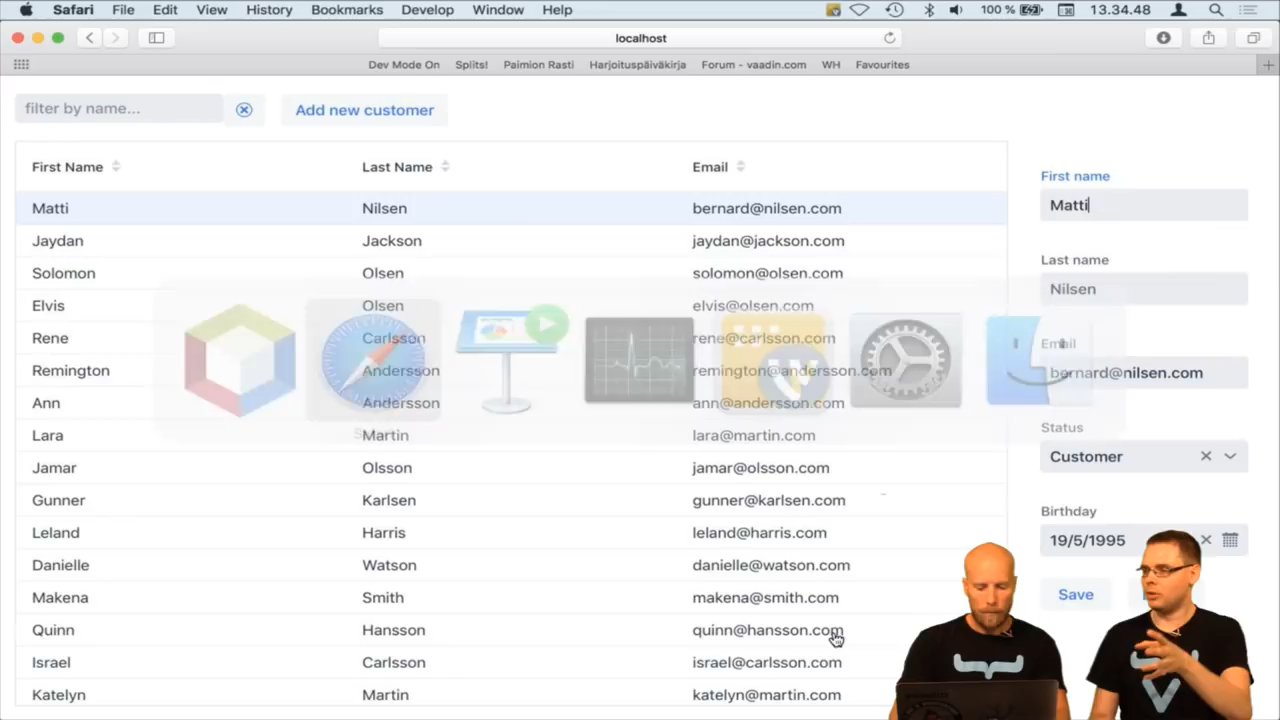 Safari File Edit View History Bookmarks Develop Window Help 100 % 13.34.48
localhost
Dev Mode On Splits! Paimion Rasti Harjoituspäiväkirja Forum - vaadin.com WH Favourites
filter by name... Add new customer
First Name Last Name Email
Matti Nilsen bernard@nilsen.com
Jaydan Jackson jaydan@jackson.com
Solomon Olsen solomon@olsen.com
Elvis Olsen elvis@olsen.com
Rene Carlsson rene@carlsson.com
Remington Andersson remington@andersson.com
Ann Andersson ann@andersson.com
Lara Martin lara@martin.com
Jamar Olsson jamar@olsson.com
Gunner Karlsen gunner@karlsen.com
Leland Harris leland@harris.com
Danielle Watson danielle@watson.com
Makena Smith makena@smith.com
Quinn Hansson quinn@hansson.com
Israel Carlsson israel@carlsson.com
Katelyn Martin katelyn@martin.com
First name
Matti
Last name
Nilsen
Email
bernard@nilsen.com
Status
Customer
Birthday
19/5/1995
Save